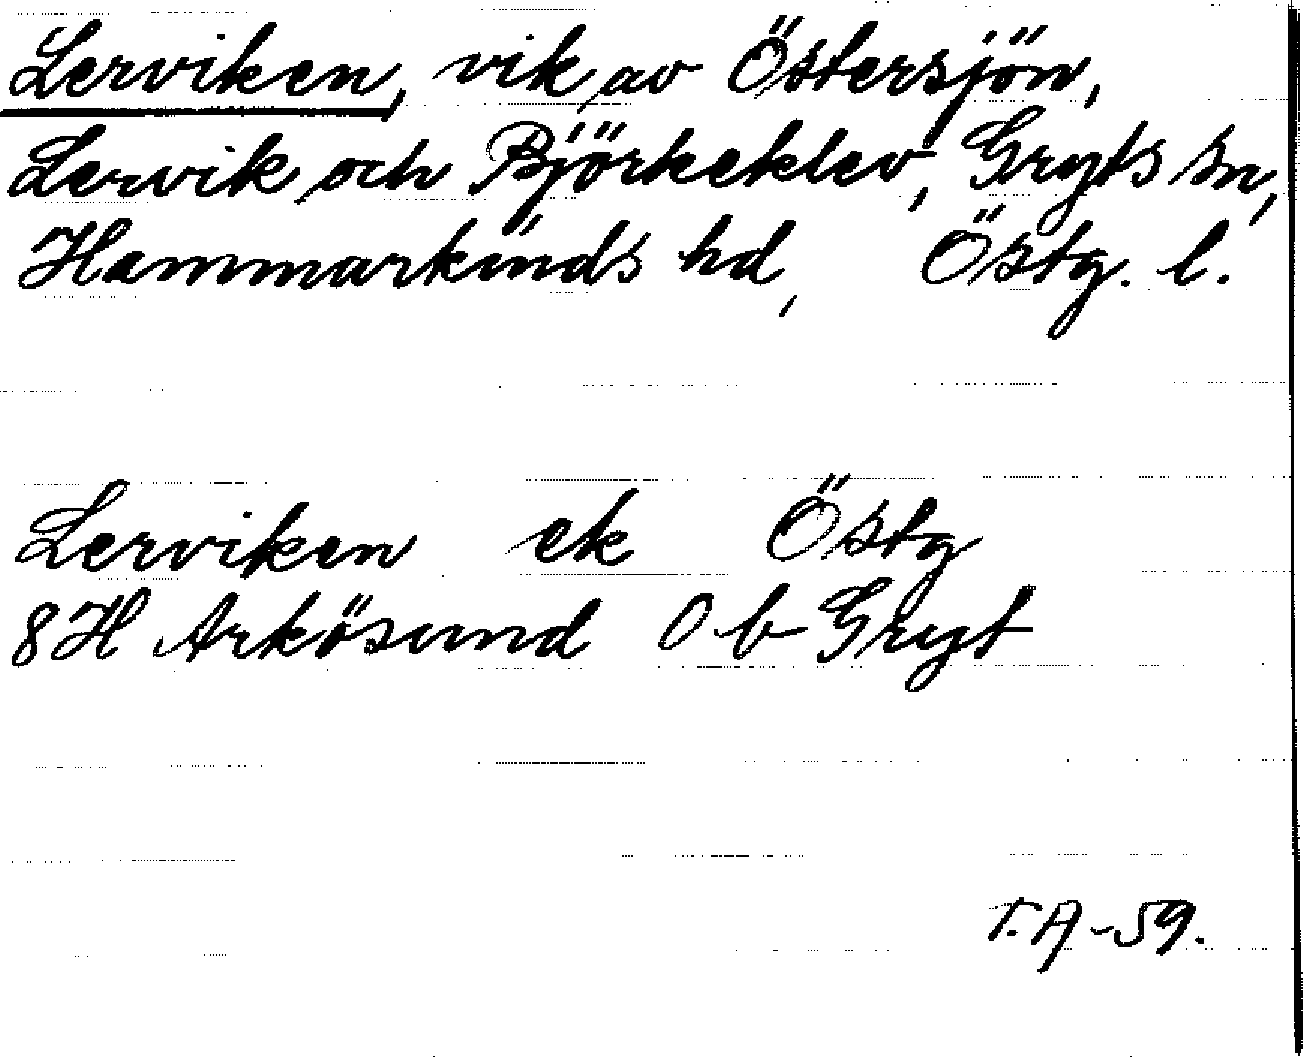 Lerviken, vik av Östersjön,
Lervik och Björkeklev, Gryts sn,
Hammarkinds hd, Östg. l.
Lerviken ek Östg
8H Arkösund 0 b Gryt
T.A-59.